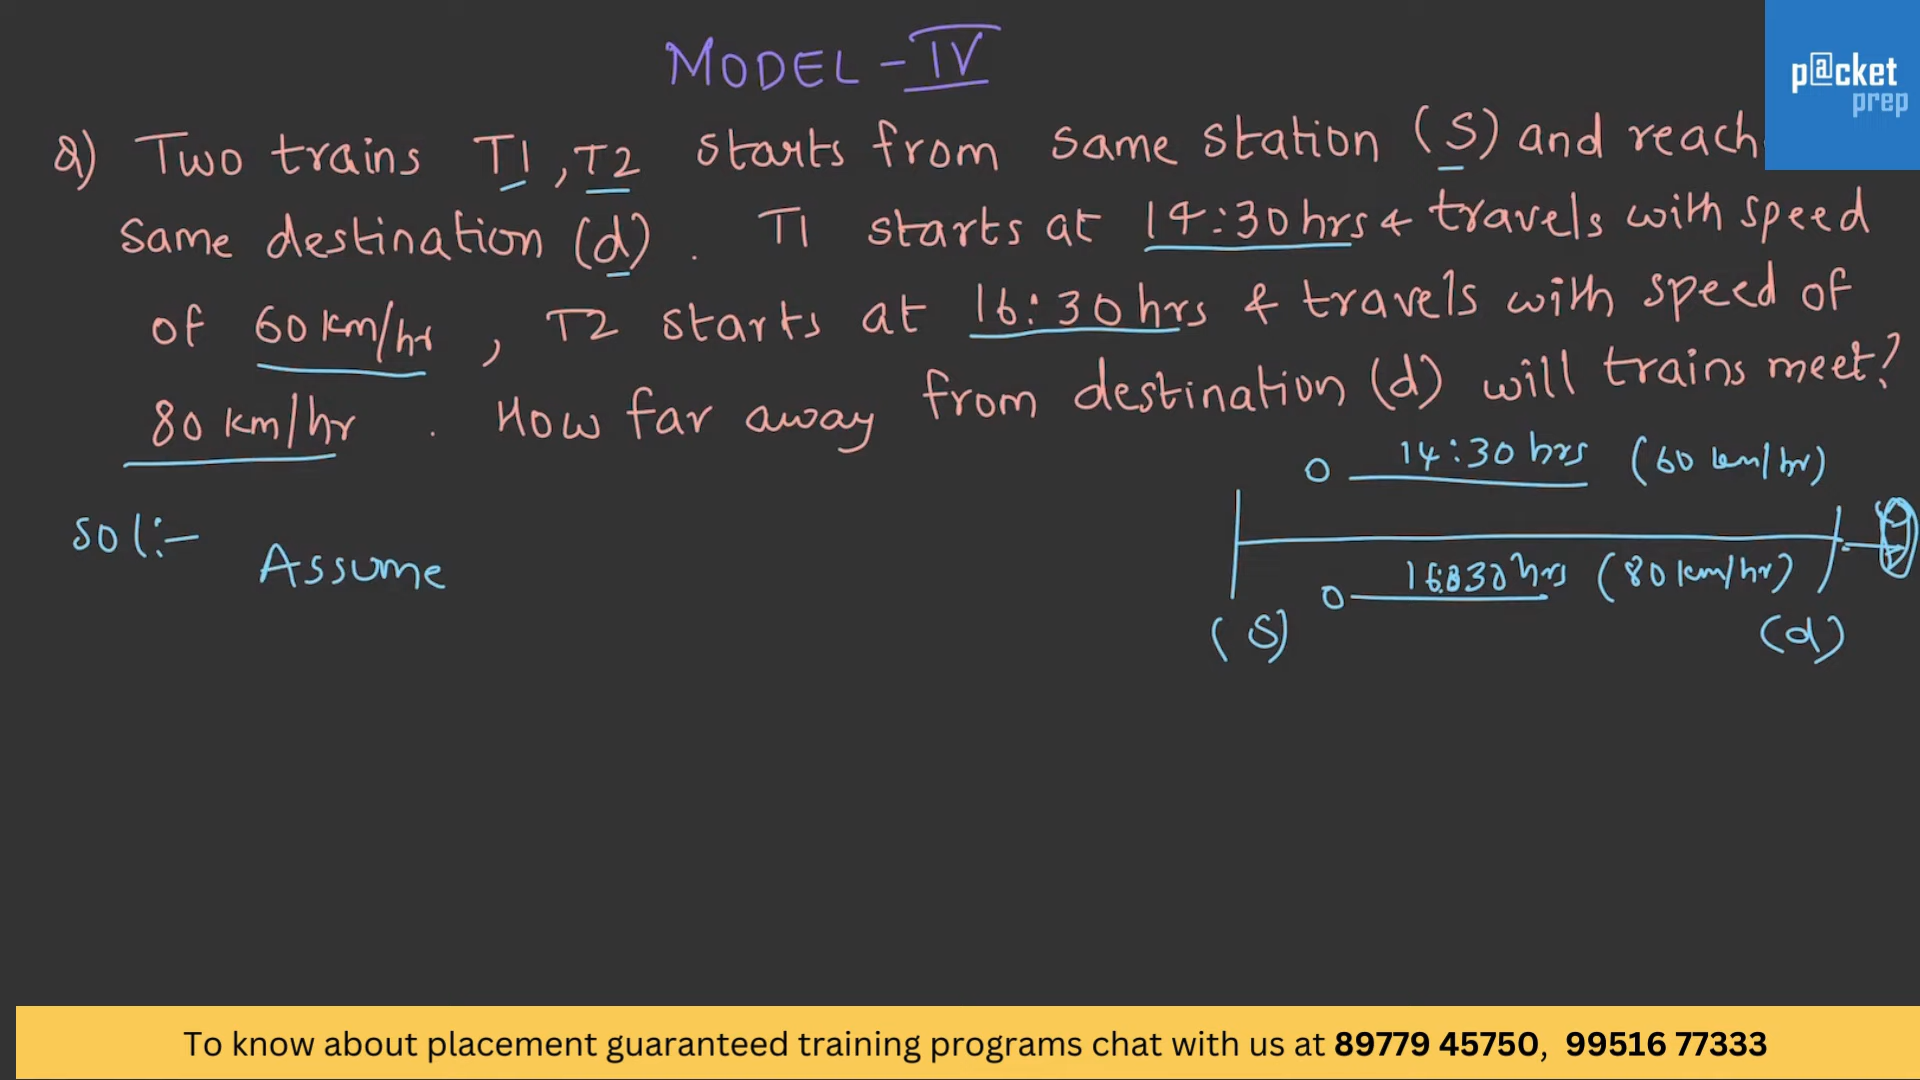 MODEL - IV
p@cket
prep
Q) Two trains T1, T2 starts from same station (S) and reach
same destination (d). T1 starts at 14:30 hrs & travels with speed
of 60 km/hr, T2 starts at 16:30 hrs & travels with speed of
80 km/hr. How far away from destination (d) will trains meet?
0 14:30 hrs (60 km/hr)
Sol:-
Assume
0 16:30 hrs (80 km/hr)
(S) (d)
To know about placement guaranteed training programs chat with us at 89779 45750, 99516 77333